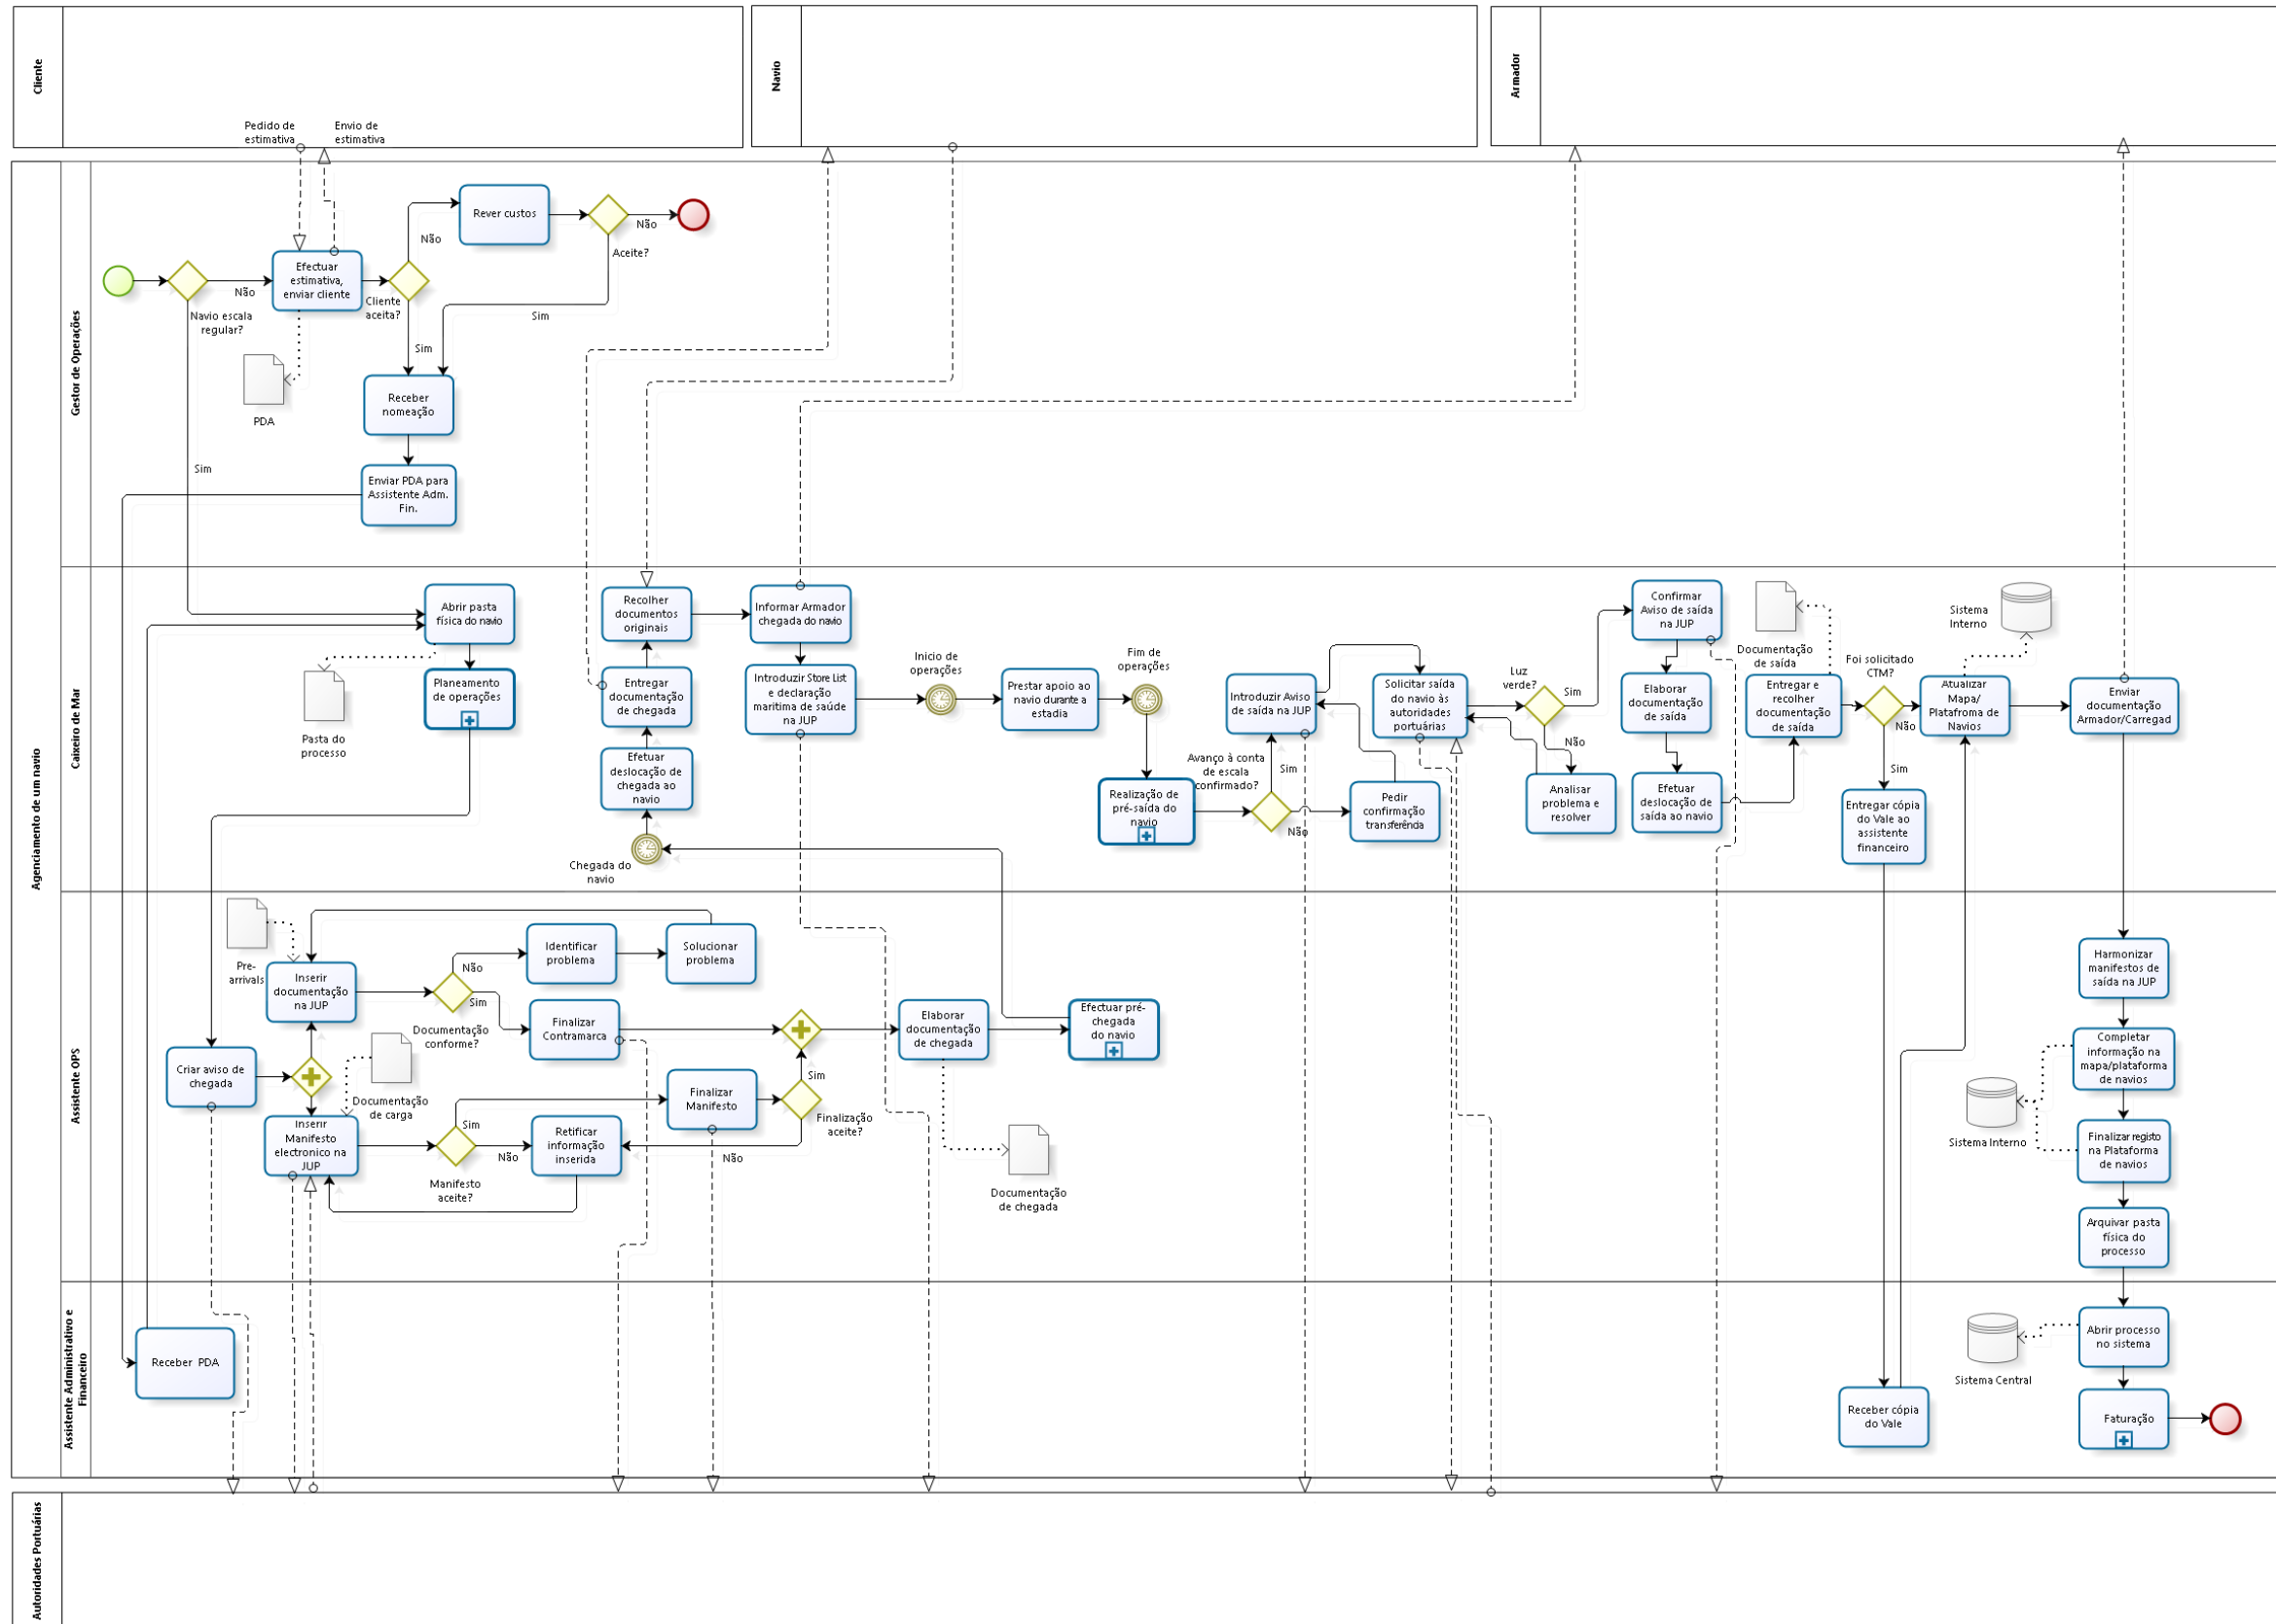 Cliente
Navio
Armador
Pedido de
estimativa
Envio de
estimativa
Agenciamento de um navio
Gestor de Operações
Rever custos
Não
Aceite?
Não
Efectuar
estimativa,
enviar cliente
Não
Cliente
aceita?
Navio escala
regular?
Sim
Sim
PDA
Receber
nomeação
Sim
Enviar PDA para
Assistente Adm.
Fin.
Caixeiro de Mar
Abrir pasta
física do navio
Planeamento
de operações
Pasta do
processo
Recolher
documentos
originais
Informar Armador
chegada do navio
Entregar
documentação
de chegada
Introduzir Store List
e declaração
maritima de saúde
na JUP
Efetuar
deslocação de
chegada ao
navio
Chegada do
navio
Inicio de
operações
Prestar apoio ao
navio durante a
estadia
Fim de
operações
Realização de
pré-saída do
navio
Avanço à conta
de escala
confirmado?
Sim
Não
Introduzir Aviso
de saída na JUP
Pedir
confirmação
transferência
Solicitar saída
do navio às
autoridades
portuárias
Luz
verde?
Sim
Não
Analisar
problema e
resolver
Confirmar
Aviso de saída
na JUP
Elaborar
documentação
de saída
Efetuar
deslocação de
saída ao navio
Documentação
de saída
Entregar e
recolher
documentação
de saída
Foi solicitado
CTM?
Não
Sim
Sistema
Interno
Atualizar
Mapa/
Platafroma de
Navios
Enviar
documentação
Armador/Carregad
Entregar cópia
do Vale ao
assistente
financeiro
Assistente OPS
Pre-
arrivals
Inserir
documentação
na JUP
Não
Sim
Documentação
conforme?
Identificar
problema
Solucionar
problema
Finalizar
Contramarca
Criar aviso de
chegada
Documentação
de carga
Inserir
Manifesto
electronico na
JUP
Sim
Não
Manifesto
aceite?
Retificar
informação
inserida
Finalizar
Manifesto
Sim
Finalização
aceite?
Não
Elaborar
documentação
de chegada
Efectuar pré-
chegada
do navio
Documentação
de chegada
Harmonizar
manifestos de
saída na JUP
Completar
informação na
mapa/plataforma
de navios
Sistema Interno
Finalizar registo
na Plataforma
de navios
Arquivar pasta
física do
processo
Assistente Administrativo e
Financeiro
Receber PDA
Receber cópia
do Vale
Abrir processo
no sistema
Sistema Central
Faturação
Autoridades Portuárias